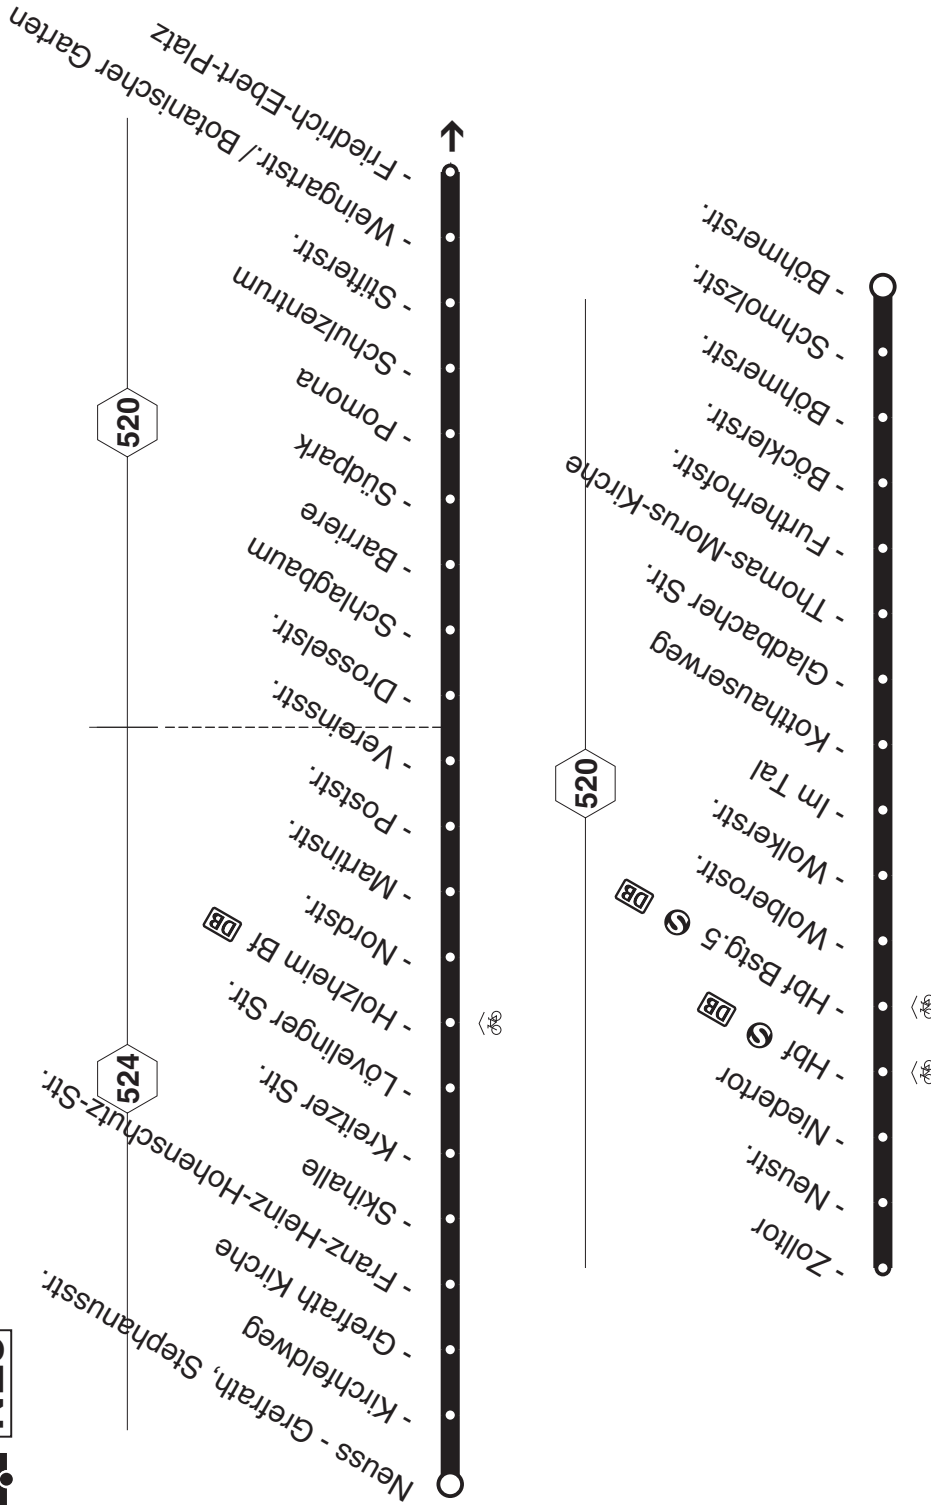 Neuss - Grefrath, Stephanusstr.
- Kirchfeldweg
- Grefrath Kirche
- Franz-Heinz-Hohenschutz-Str.
- Skihalle
- Kreitzer Str.
- Lövelinger Str.
- Holzheim Bf DB
- Nordstr.
- Martinstr.
- Poststr.
- Vereinsstr.
- Drosselstr.
- Schlagbaum
- Barriere
- Südpark
- Pomona
- Schulzentrum
- Stifterstr.
- Weingartstr./ Botanischer Garten
- Friedrich-Ebert-Platz
524
520
- Zolltor
- Neustr.
- Niedertor
- Hbf S DB
- Hbf Bstg.5 S DB
- Wolberostr.
- Wolkerstr.
- Im Tal
- Kotthauserweg
- Gladbacher Str.
- Thomas-Morus-Kirche
- Furtherhofstr.
- Böcklerstr.
- Böhmerstr.
- Schmolzstr.
- Böhmerstr.
520